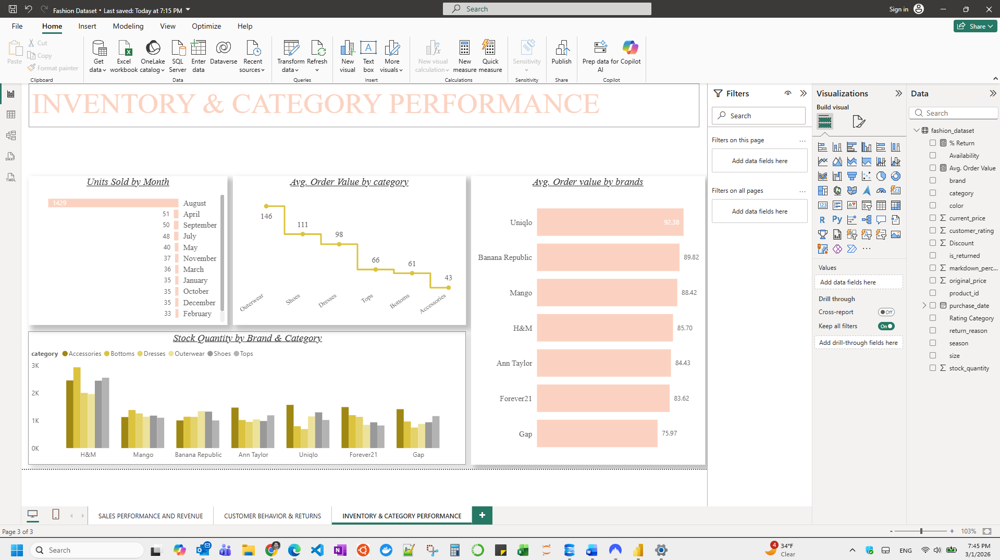 Fashion Dataset • Last saved: Today at 7:15 PM
Search
Sign in
File
Home
Insert
Modeling
View
Optimize
Help
Share
Paste
Cut
Copy
Format painter
Clipboard
Get data
Excel workbook
OneLake catalog
SQL Server
Enter data
Dataverse
Recent sources
Data
Transform data
Refresh
Queries
New visual
Text box
More visuals
Insert
New visual calculation
New measure
Quick measure
Calculations
Sensitivity
Sensitivity
Publish
Share
Prep data for AI
Copilot
Copilot
DAX
TMDL
INVENTORY & CATEGORY PERFORMANCE
Units Sold by Month
1429 August
51 April
50 September
48 July
40 May
37 November
36 March
35 January
35 October
35 December
33 February
Avg. Order Value by category
146
111
98
66
61
43
Outerwear
Shoes
Dresses
Tops
Bottoms
Accessories
Avg. Order value by brands
Uniqlo 92.38
Banana Republic 89.82
Mango 88.42
H&M 85.70
Ann Taylor 84.43
Forever21 83.62
Gap 75.97
Stock Quantity by Brand & Category
category Accessories Bottoms Dresses Outerwear Shoes Tops
3K
2K
1K
0K
H&M
Mango
Banana Republic
Ann Taylor
Uniqlo
Forever21
Gap
Filters
Search
Filters on this page ...
Add data fields here
Filters on all pages ...
Add data fields here
Visualizations
Build visual
123
123
R
Py
...
Values
Add data fields here
Drill through
Cross-report Off
Keep all filters On
Add drill-through fields here
Data
Search
fashion_dataset
% Return
Availability
Avg. Order Value
brand
category
color
current_price
customer_rating
Discount
is_returned
markdown_perc...
original_price
product_id
purchase_date
Rating Category
return_reason
season
size
stock_quantity
SALES PERFORMANCE AND REVENUE
CUSTOMER BEHAVIOR & RETURNS
INVENTORY & CATEGORY PERFORMANCE
+
Page 3 of 3
- + 103%
Search
4
34°F
Clear
ENG
7:45 PM
3/1/2026